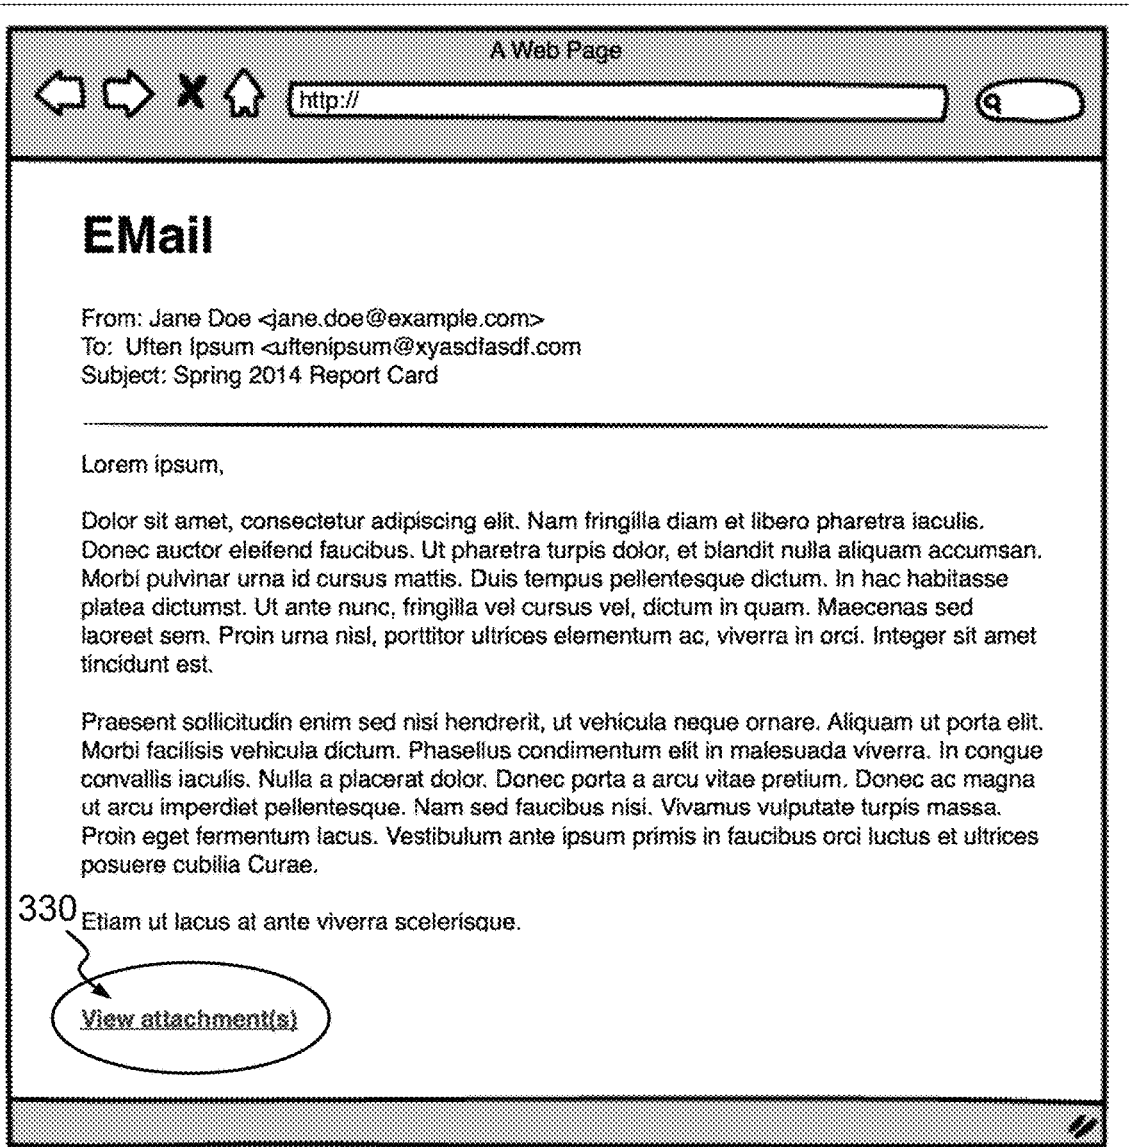 A Web Page
http://
EMail
From: Jane Doe <jane.doe@example.com>
To: Uften Ipsum <uftenipsum@xyasdfasdf.com
Subject: Spring 2014 Report Card
Lorem ipsum,
Dolor sit amet, consectetur adipiscing elit. Nam fringilla diam et libero pharetra iaculis.
Donec auctor eleifend faucibus. Ut pharetra turpis dolor, et blandit nulla aliquam accumsan.
Morbi pulvinar urna id cursus mattis. Duis tempus pellentesque dictum. In hac habitasse
platea dictumst. Ut ante nunc, fringilla vel cursus vel, dictum in quam. Maecenas sed
laoreet sem. Proin urna nisl, porttitor ultrices elementum ac, viverra in orci. Integer sit amet
tincidunt est.
Praesent sollicitudin enim sed nisi hendrerit, ut vehicula neque ornare. Aliquam ut porta elit.
Morbi facilisis vehicula dictum. Phasellus condimentum elit in malesuada viverra. In congue
convallis iaculis. Nulla a placerat dolor. Donec porta a arcu vitae pretium. Donec ac magna
ut arcu imperdiet pellentesque. Nam sed faucibus nisi. Vivamus vulputate turpis massa.
Proin eget fermentum lacus. Vestibulum ante ipsum primis in faucibus orci luctus et ultrices
posuere cubilia Curae.
330
Etiam ut lacus at ante viverra scelerisque.
View attachment(s)